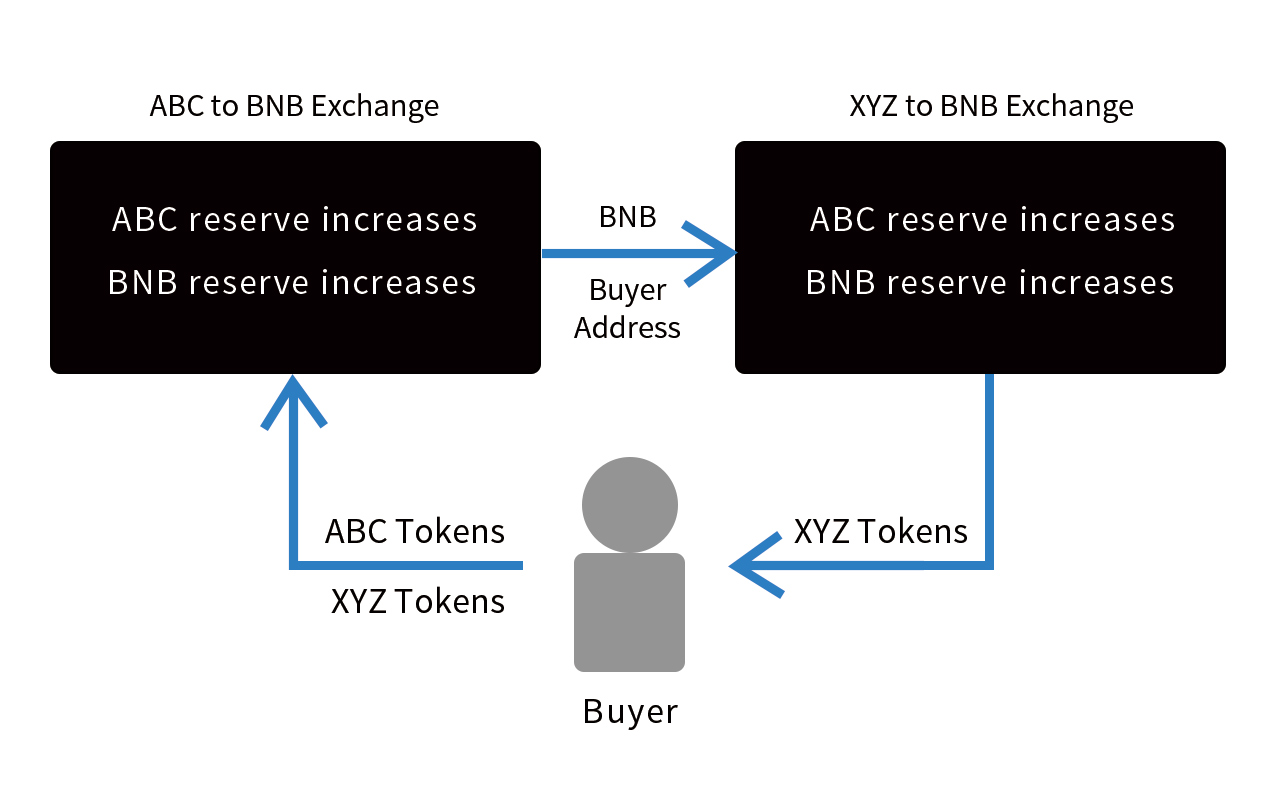 ABC to BNB Exchange
XYZ to BNB Exchange
ABC reserve increases
BNB reserve increases
BNB
Buyer
Address
ABC reserve increases
BNB reserve increases
ABC Tokens
XYZ Tokens
XYZ Tokens
Buyer